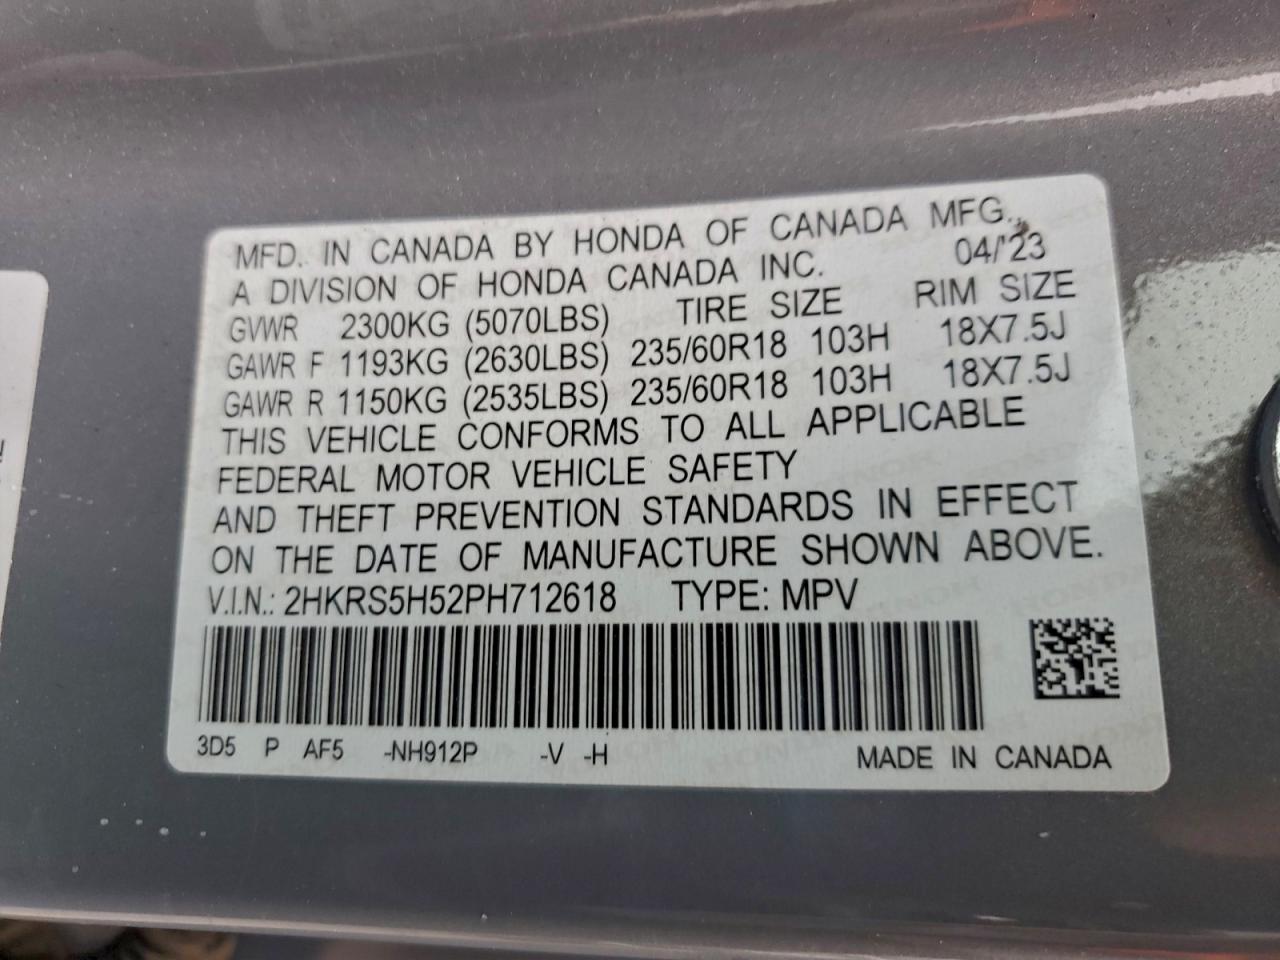 MFD. IN CANADA BY HONDA OF CANADA MFG.,
A DIVISION OF HONDA CANADA INC. 04/'23
GVWR 2300KG (5070LBS) TIRE SIZE RIM SIZE
GAWR F 1193KG (2630LBS) 235/60R18 103H 18X7.5J
GAWR R 1150KG (2535LBS) 235/60R18 103H 18X7.5J
THIS VEHICLE CONFORMS TO ALL APPLICABLE
FEDERAL MOTOR VEHICLE SAFETY
AND THEFT PREVENTION STANDARDS IN EFFECT
ON THE DATE OF MANUFACTURE SHOWN ABOVE.
V.I.N.: 2HKRS5H52PH712618 TYPE: MPV
3D5 P AF5 -NH912P -V -H MADE IN CANADA